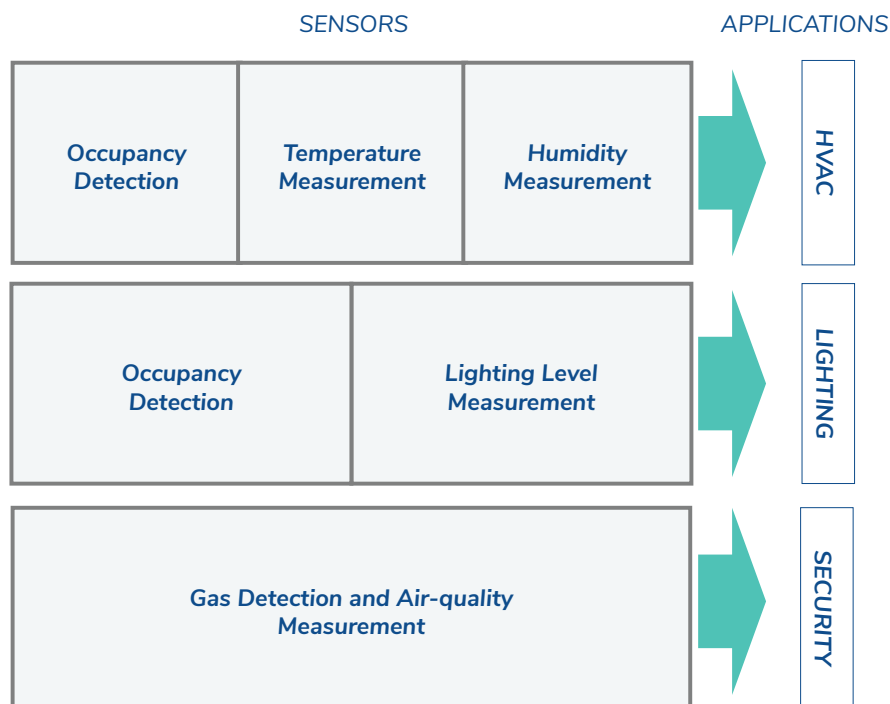 SENSORS
APPLICATIONS
Occupancy
Detection
Temperature
Measurement
Humidity
Measurement
HVAC
Occupancy
Detection
Lighting Level
Measurement
LIGHTING
Gas Detection and Air-quality
Measurement
SECURITY